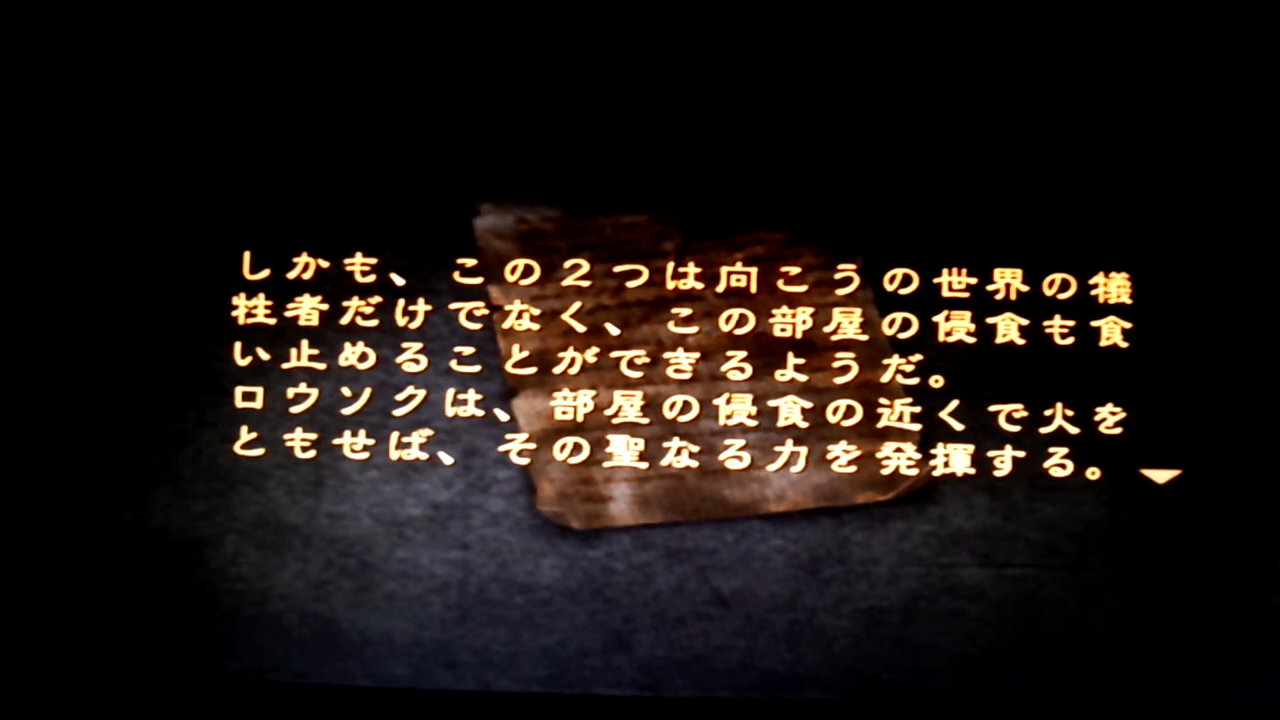 しかも、この２つは向こうの世界の犠
牲者だけでなく、この部屋の侵食も食
い止めることができるようだ。
ロウソクは、部屋の侵食の近くで火を
ともせば、その聖なる力を発揮する。